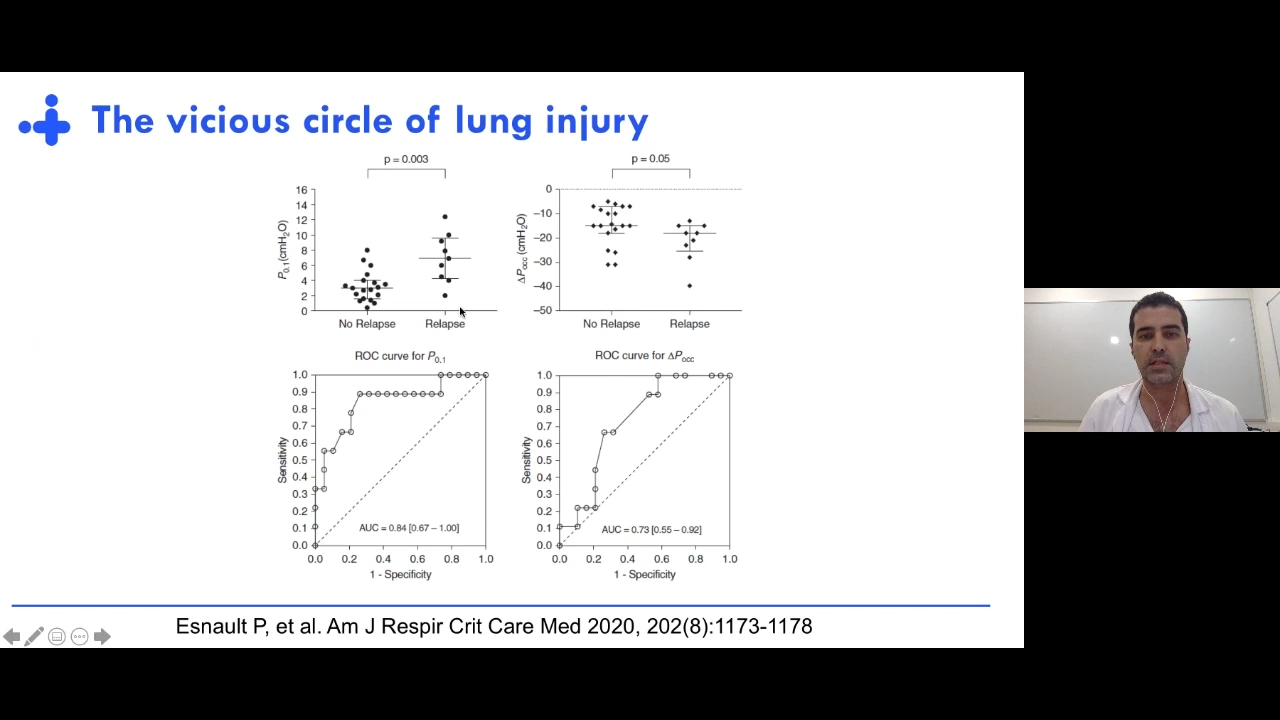 The vicious circle of lung injury
p = 0.003
16
14
12
10
8
6
4
2
0
P0.1(cmH2O)
No Relapse
Relapse
p = 0.05
0
–10
–20
–30
–40
–50
ΔPocc (cmH2O)
No Relapse
Relapse
ROC curve for P0.1
1.0
0.9
0.8
0.7
0.6
0.5
0.4
0.3
0.2
0.1
0.0
Sensitivity
AUC = 0.84 [0.67 – 1.00]
0.0 0.2 0.4 0.6 0.8 1.0
1 - Specificity
ROC curve for ΔPocc
1.0
0.9
0.8
0.7
0.6
0.5
0.4
0.3
0.2
0.1
0.0
Sensitivity
AUC = 0.73 [0.55 – 0.92]
0.0 0.2 0.4 0.6 0.8 1.0
1 - Specificity
Esnault P, et al. Am J Respir Crit Care Med 2020, 202(8):1173-1178